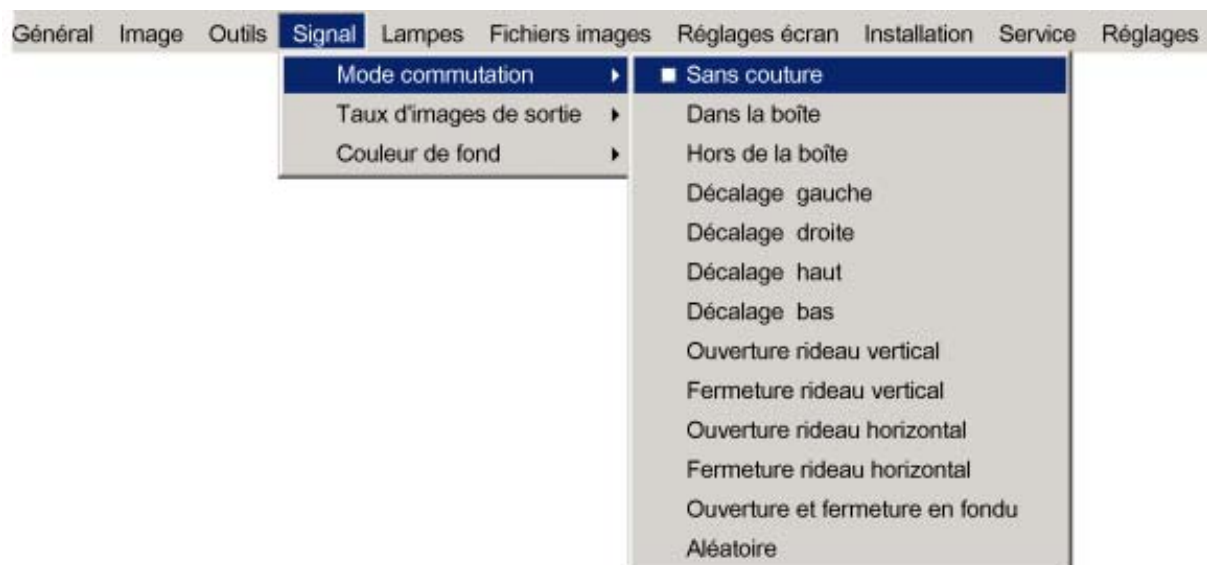 Général Image Outils Signal Lampes Fichiers images Réglages écran Installation Service Réglages
Mode commutation
Taux d'images de sortie
Couleur de fond
Sans couture
Dans la boîte
Hors de la boîte
Décalage gauche
Décalage droite
Décalage haut
Décalage bas
Ouverture rideau vertical
Fermeture rideau vertical
Ouverture rideau horizontal
Fermeture rideau horizontal
Ouverture et fermeture en fondu
Aléatoire